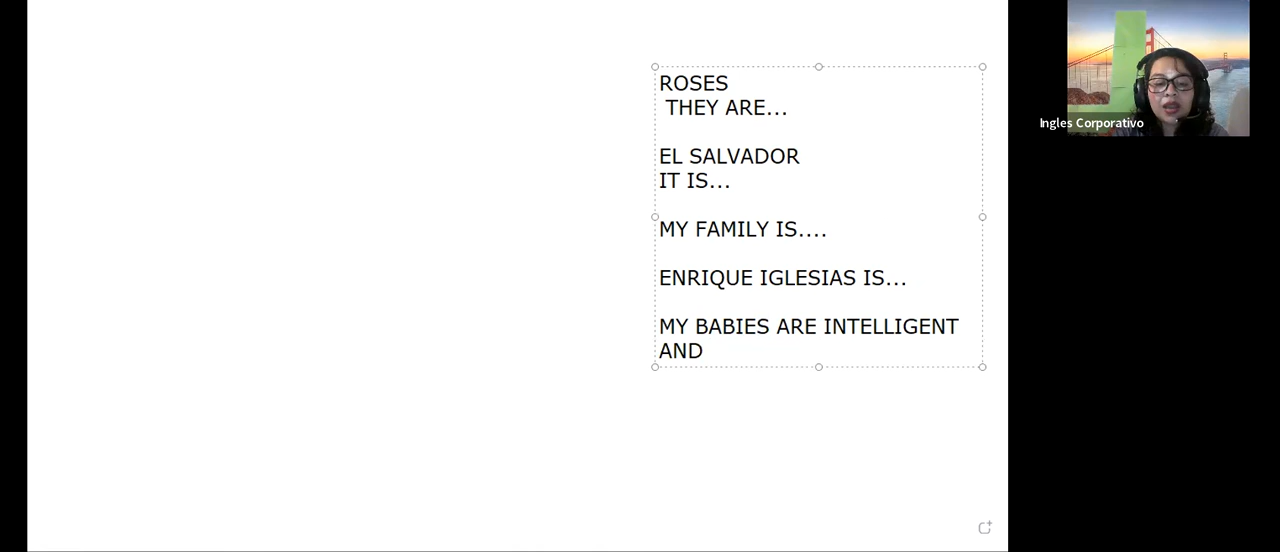 ROSES
THEY ARE...
EL SALVADOR
IT IS...
MY FAMILY IS....
ENRIQUE IGLESIAS IS...
MY BABIES ARE INTELLIGENT
AND
Ingles Corporativo